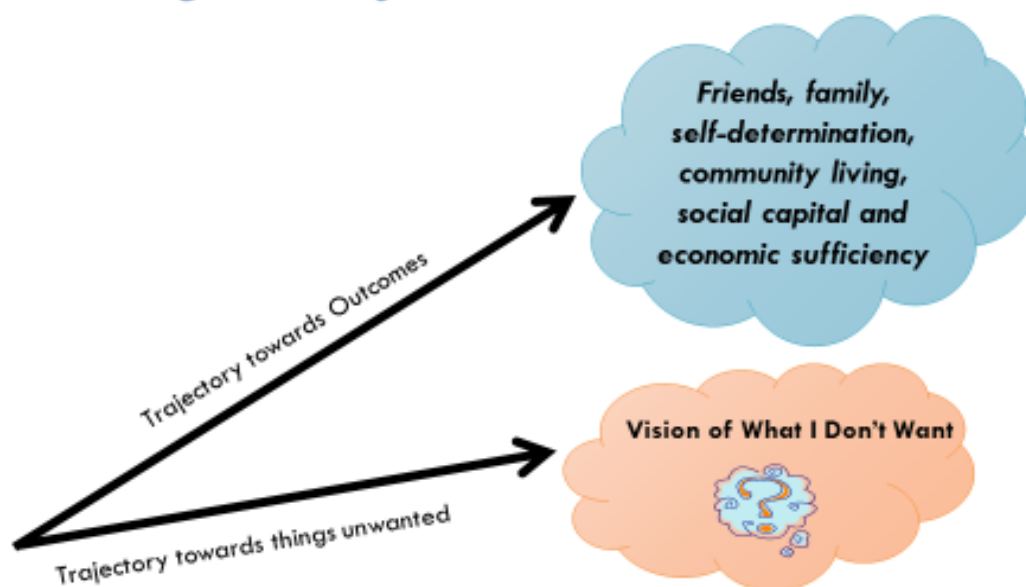 Friends, family,
self-determination,
community living,
social capital and
economic sufficiency
Trajectory towards Outcomes
Vision of What I Don't Want
?
Trajectory towards things unwanted